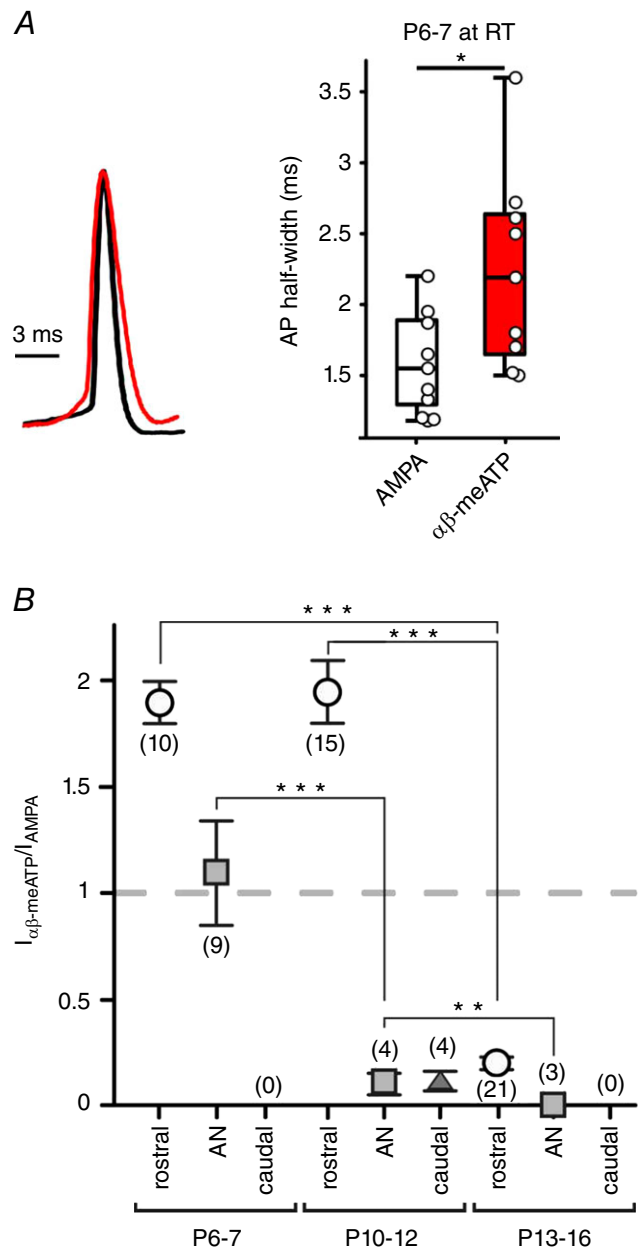 A
P6-7 at RT
*
3.5
3
2.5
2
1.5
AP half-width (ms)
3 ms
AMPA
αβ-meATP
B
* * *
* * *
* * *
* *
2
1.5
1
0.5
0
Iαβ-meATP/IAMPA
(10)
(15)
(9)
(0)
(4)
(4)
(21)
(3)
(0)
rostral
AN
caudal
rostral
AN
caudal
rostral
AN
caudal
P6-7
P10-12
P13-16